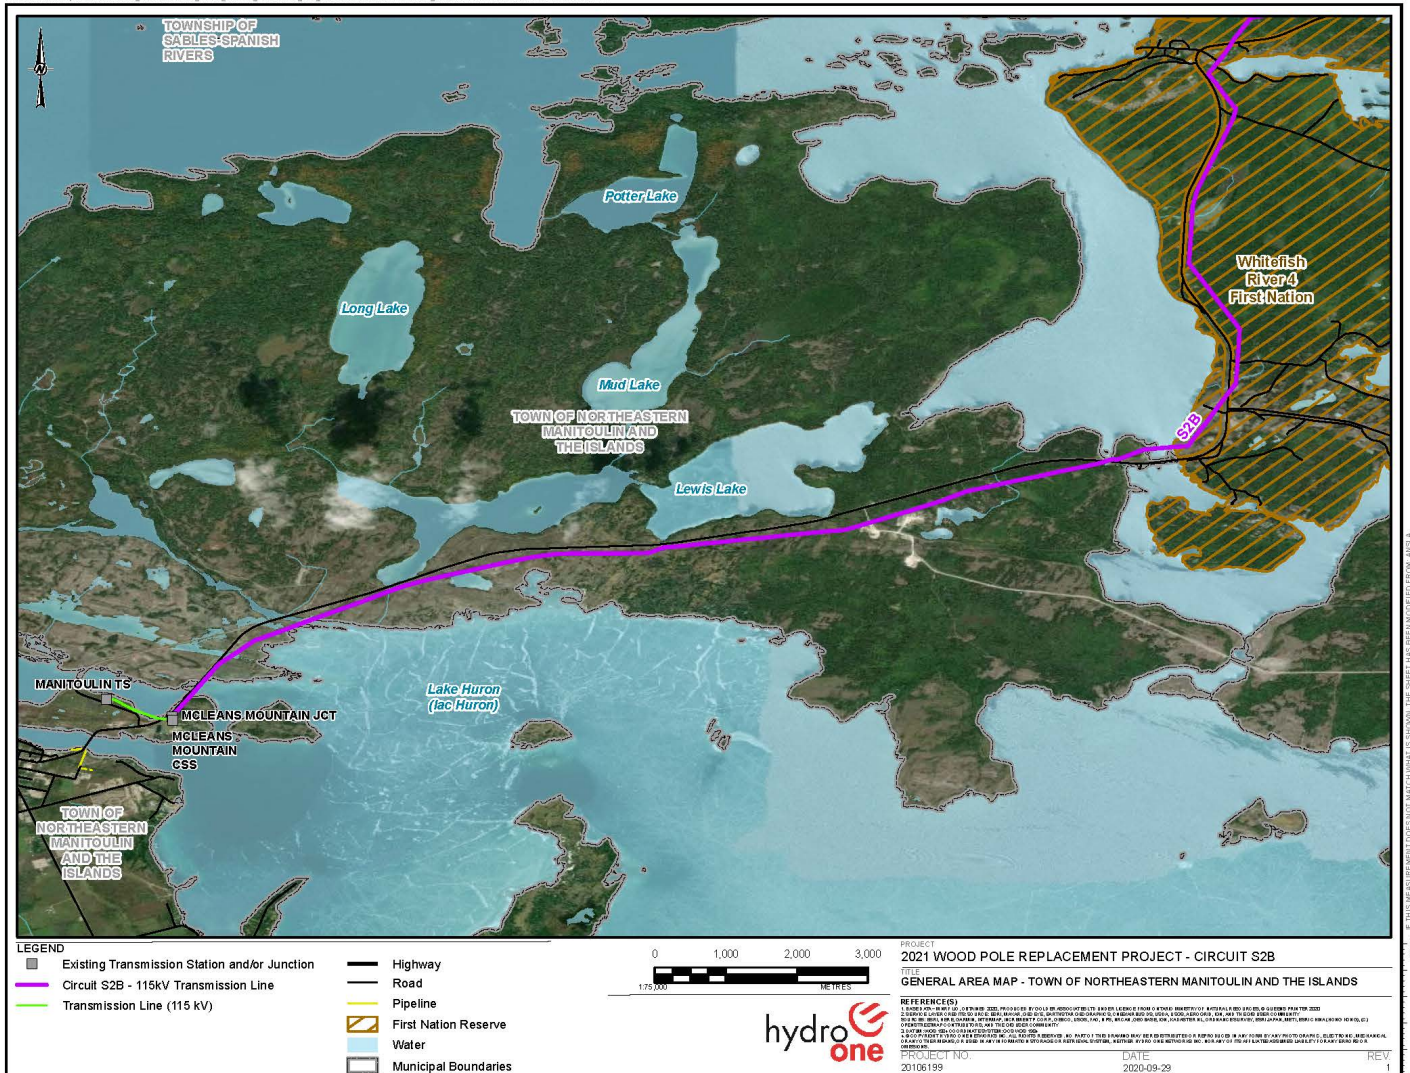 TOWNSHIP OF
SABLES-SPANISH
RIVERS
N
Potter Lake
Long Lake
Whitefish
River 4
First Nation
Mud Lake
TOWN OF NORTHEASTERN
MANITOULIN AND
THE ISLANDS
S2B
Lewis Lake
MANITOULIN TS
Lake Huron
(lac Huron)
MCLEANS MOUNTAIN JCT
MCLEANS
MOUNTAIN
CSS
TOWN OF
NORTHEASTERN
MANITOULIN
AND THE
ISLANDS
LEGEND
Existing Transmission Station and/or Junction
Circuit S2B - 115kV Transmission Line
Transmission Line (115 kV)
Highway
Road
Pipeline
First Nation Reserve
Water
Municipal Boundaries
0 1,000 2,000 3,000
1:75,000 METRES
hydro
one
PROJECT
2021 WOOD POLE REPLACEMENT PROJECT - CIRCUIT S2B
TITLE
GENERAL AREA MAP - TOWN OF NORTHEASTERN MANITOULIN AND THE ISLANDS
REFERENCE(S)
PROJECT NO. DATE REV.
20106199 2020-09-29 1